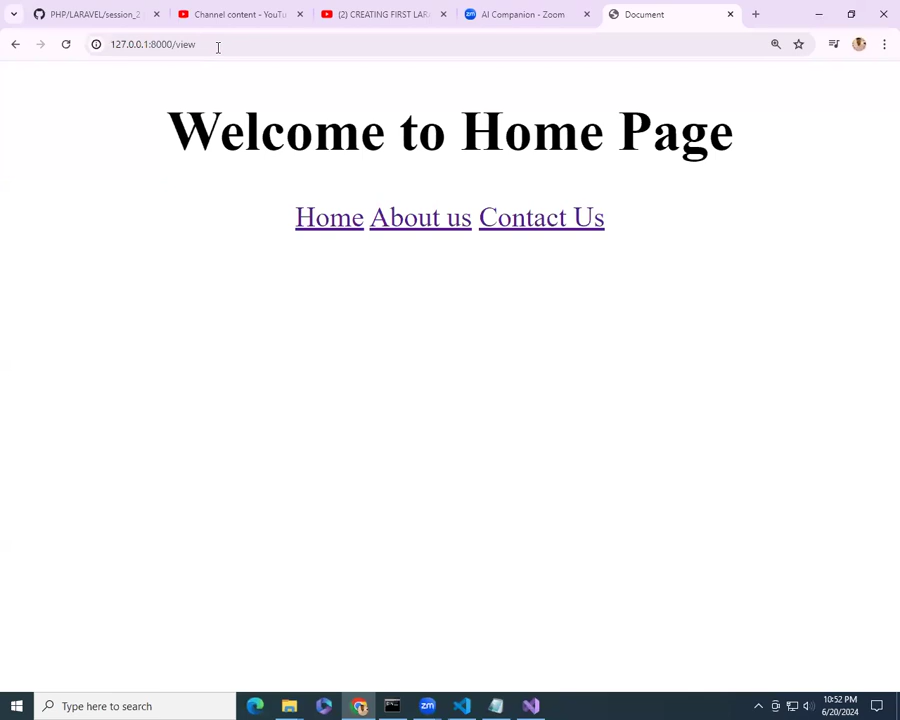 PHP/LARAVEL/session_2
Channel content - YouTu
(2) CREATING FIRST LAR
AI Companion - Zoom
Document
127.0.0.1:8000/view
Welcome to Home Page
Home About us Contact Us
Type here to search
10:52 PM
6/20/2024